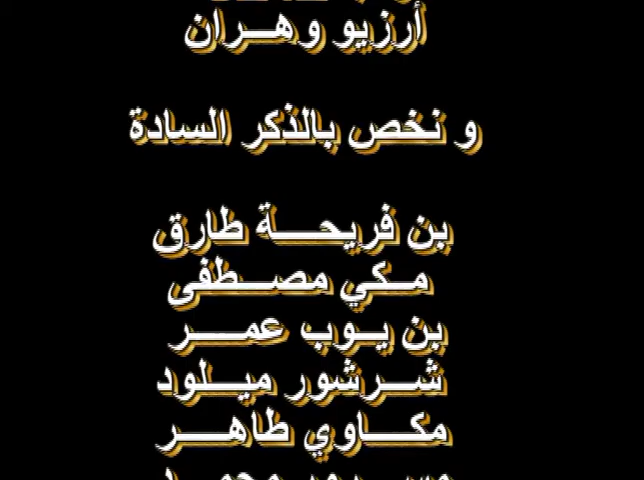 أرزيو وهران
و نخص بالذكر السادة
بن فريحة طارق
مكي مصطفى
بن يوب عمر
شرشور ميلود
مكاوي طاهر